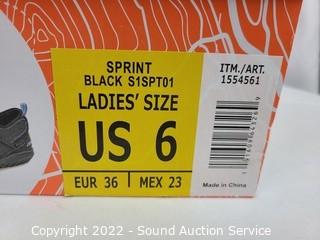 SPRINT
BLACK S1SPT01
LADIES' SIZE
US 6
EUR 36 MEX 23
ITM./ART.
1554561
Made in China
Copyright 2022 - Sound Auction Service